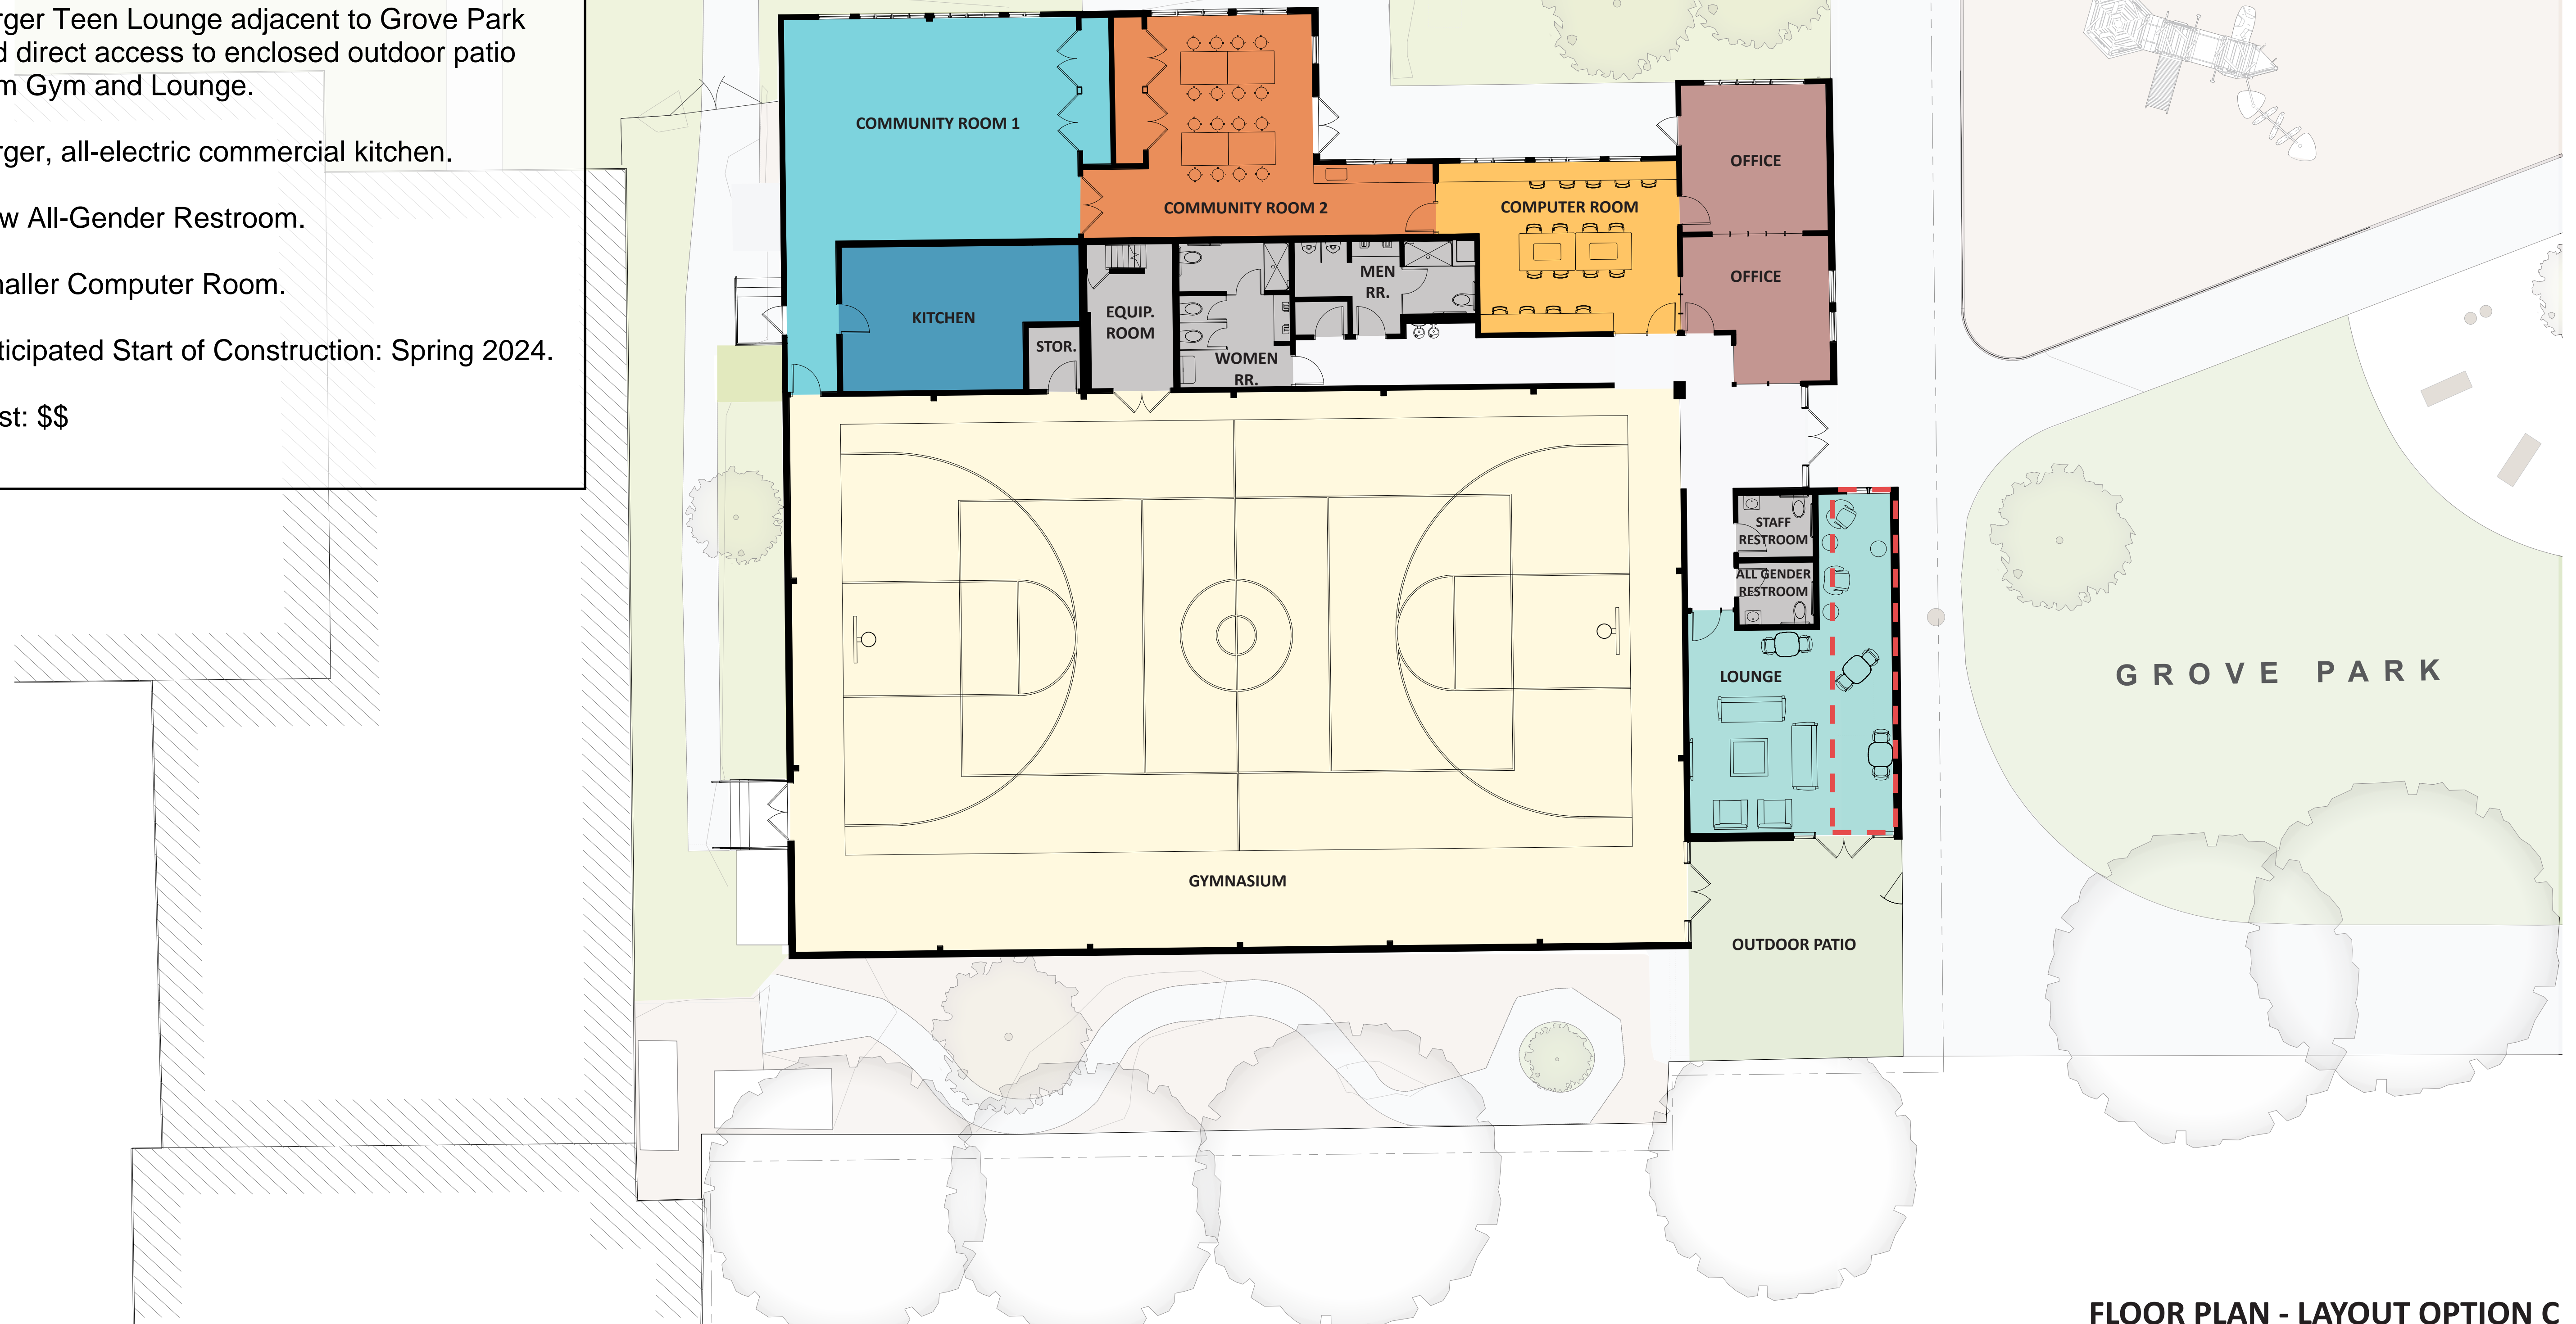 rger Teen Lounge adjacent to Grove Park
d direct access to enclosed outdoor patio
m Gym and Lounge.
rger, all-electric commercial kitchen.
w All-Gender Restroom.
naller Computer Room.
ticipated Start of Construction: Spring 2024.
st: $$
COMMUNITY ROOM 1
COMMUNITY ROOM 2
COMPUTER ROOM
OFFICE
OFFICE
KITCHEN
STOR.
EQUIP.
ROOM
WOMEN
RR.
MEN
RR.
STAFF
RESTROOM
ALL GENDER
RESTROOM
LOUNGE
GROVE PARK
GYMNASIUM
OUTDOOR PATIO
FLOOR PLAN - LAYOUT OPTION C